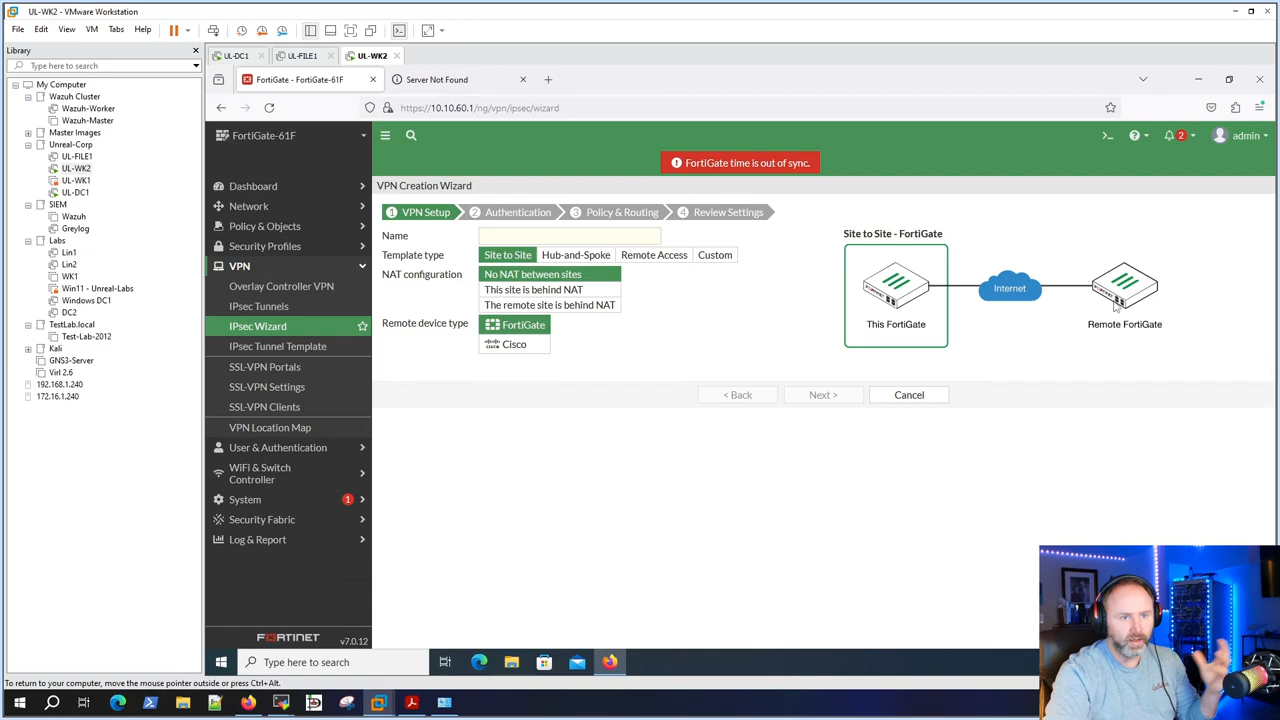 UL-WK2 - VMware Workstation
File Edit View VM Tabs Help
Library
Type here to search
My Computer
Wazuh Cluster
Wazuh-Worker
Wazuh-Master
Master Images
Unreal-Corp
UL-FILE1
UL-WK2
UL-WK1
UL-DC1
SIEM
Wazuh
Greylog
Labs
Lin1
Lin2
WK1
Win11 - Unreal-Labs
Windows DC1
DC2
TestLab.local
Test-Lab-2012
Kali
GNS3-Server
Virl 2.6
192.168.1.240
172.16.1.240
UL-DC1 UL-FILE1 UL-WK2
FortiGate - FortiGate-61F Server Not Found
https://10.10.60.1/ng/vpn/ipsec/wizard
FortiGate-61F
2 admin
FortiGate time is out of sync.
Dashboard
Network
Policy & Objects
Security Profiles
VPN
Overlay Controller VPN
IPsec Tunnels
IPsec Wizard
IPsec Tunnel Template
SSL-VPN Portals
SSL-VPN Settings
SSL-VPN Clients
VPN Location Map
User & Authentication
WiFi & Switch
Controller
System 1
Security Fabric
Log & Report
FORTINET v7.0.12
VPN Creation Wizard
1 VPN Setup 2 Authentication 3 Policy & Routing 4 Review Settings
Name
Template type Site to Site Hub-and-Spoke Remote Access Custom
NAT configuration No NAT between sites
This site is behind NAT
The remote site is behind NAT
Remote device type FortiGate
Cisco
Site to Site - FortiGate
Internet
This FortiGate Remote FortiGate
< Back Next > Cancel
Type here to search
To return to your computer, move the mouse pointer outside or press Ctrl+Alt.